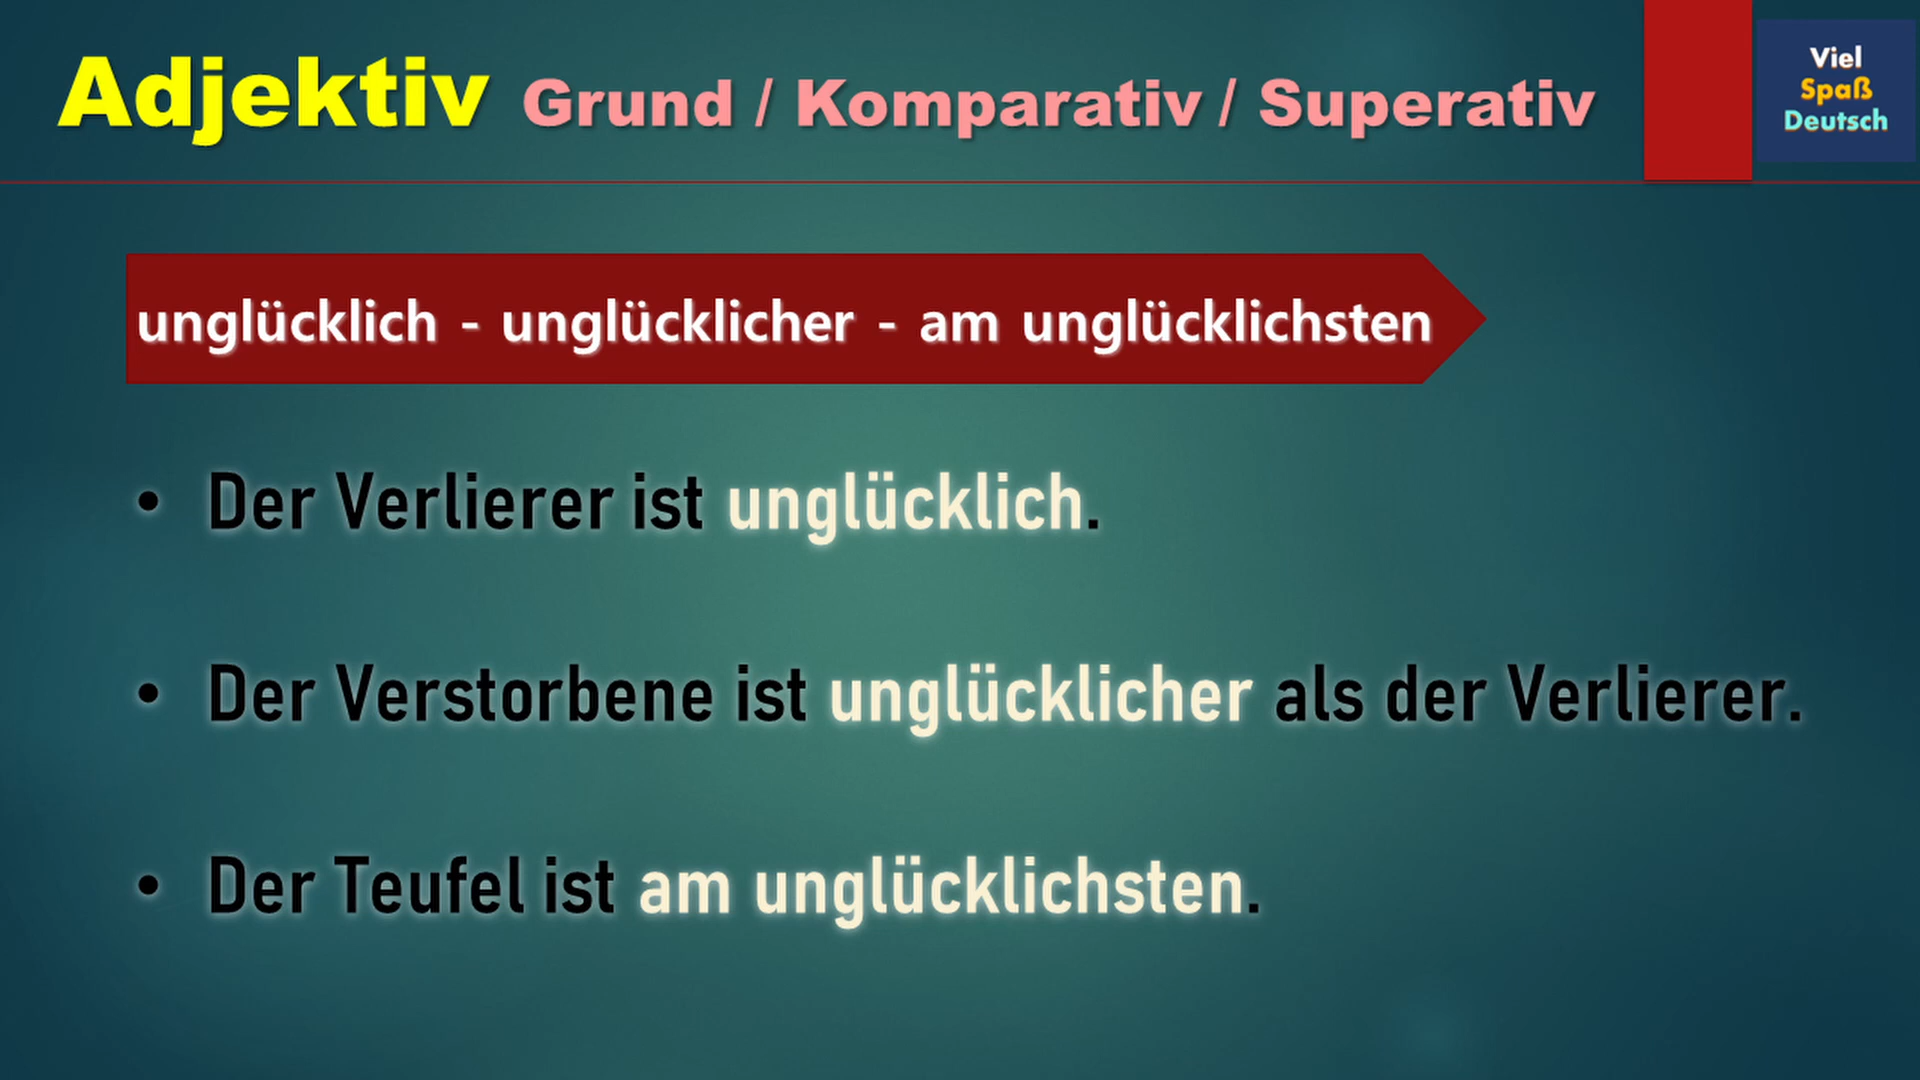 Adjektiv Grund / Komparativ / Superativ
Viel
Spaß
Deutsch
unglücklich - unglücklicher - am unglücklichsten
• Der Verlierer ist unglücklich.
• Der Verstorbene ist unglücklicher als der Verlierer.
• Der Teufel ist am unglücklichsten.